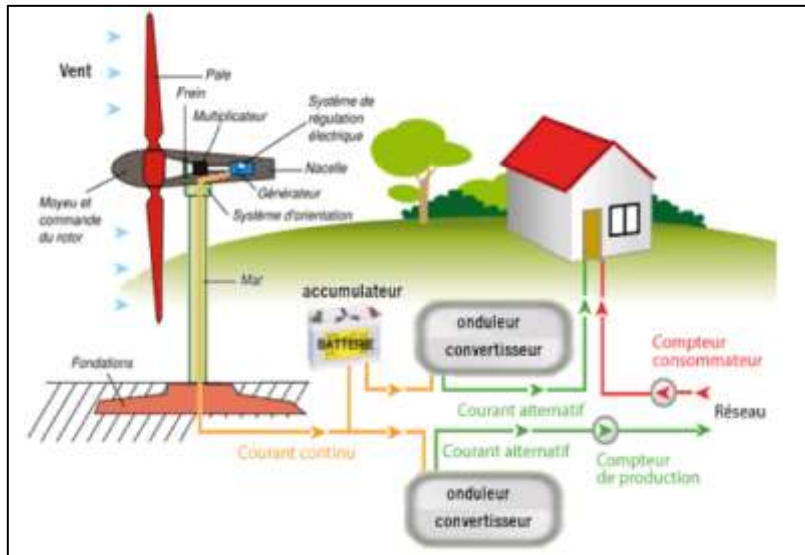 Vent
Pale
Frein
Multiplicateur
Système de
régulation
électrique
Nacelle
Générateur
Système d'orientation
Moyeu et
commande
du rotor
Mat
Fondations
accumulateur
BATTERIE
onduleur
convertisseur
Compteur
consommateur
Courant alternatif
Réseau
Courant continu
Courant alternatif
Compteur
de production
onduleur
convertisseur